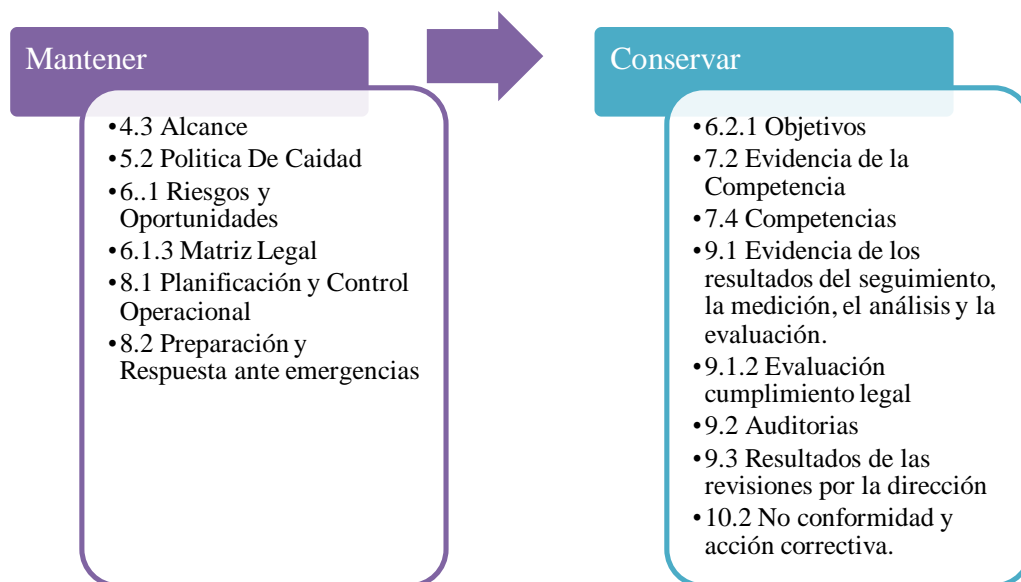 Mantener
•4.3 Alcance
•5.2 Politica De Caidad
•6..1 Riesgos y
Oportunidades
•6.1.3 Matriz Legal
•8.1 Planificación y Control
Operacional
•8.2 Preparación y
Respuesta ante emergencias
Conservar
•6.2.1 Objetivos
•7.2 Evidencia de la
Competencia
•7.4 Competencias
•9.1 Evidencia de los
resultados del seguimiento,
la medición, el análisis y la
evaluación.
•9.1.2 Evaluación
cumplimiento legal
•9.2 Auditorias
•9.3 Resultados de las
revisiones por la dirección
•10.2 No conformidad y
acción correctiva.